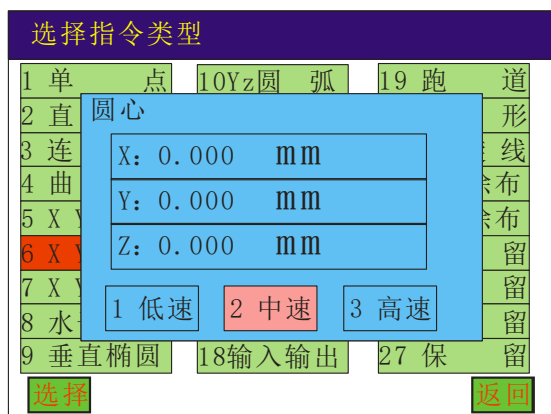 选择指令类型
1 单 点 10Yz圆 弧 19 跑 道
2 直 形
圆心
3 连 线
X: 0.000 mm
4 曲 涂布
Y: 0.000 mm
5 X Y 涂布
6 X Y 留
Z: 0.000 mm
7 X Y 留
1 低速 2 中速 3 高速
8 水 留
9 垂直椭圆 18输入输出 27 保 留
选择 返回